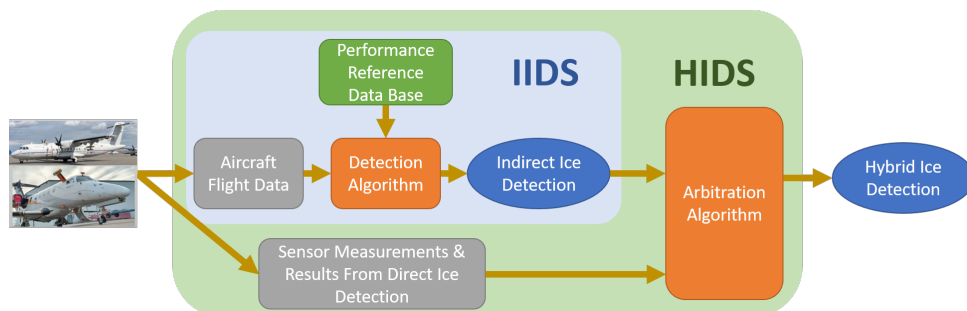 Performance
Reference
Data Base
IIDS
HIDS
Aircraft
Flight Data
Detection
Algorithm
Indirect Ice
Detection
Arbitration
Algorithm
Hybrid Ice
Detection
Sensor Measurements &
Results From Direct Ice
Detection